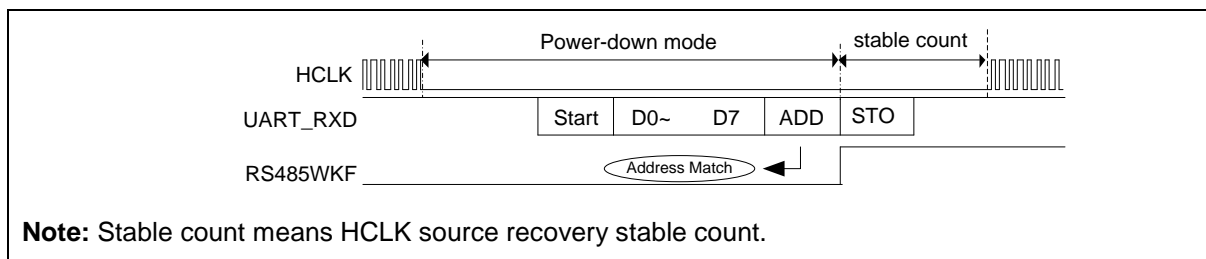 Power-down mode stable count
HCLK
UART_RXD Start D0~ D7 ADD STO
RS485WKF Address Match
Note: Stable count means HCLK source recovery stable count.